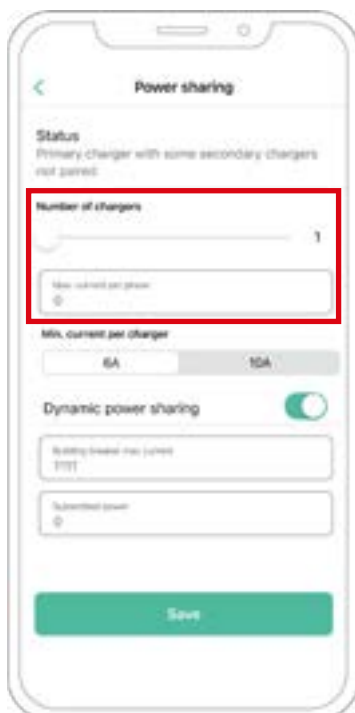 Power sharing
Status
Primary charger with some secondary chargers
not paired
Number of chargers
1
Max. current per phase
0
Min. current per charger
6A 10A
Dynamic power sharing
Building breaker max current
Subscribed power
0
Save